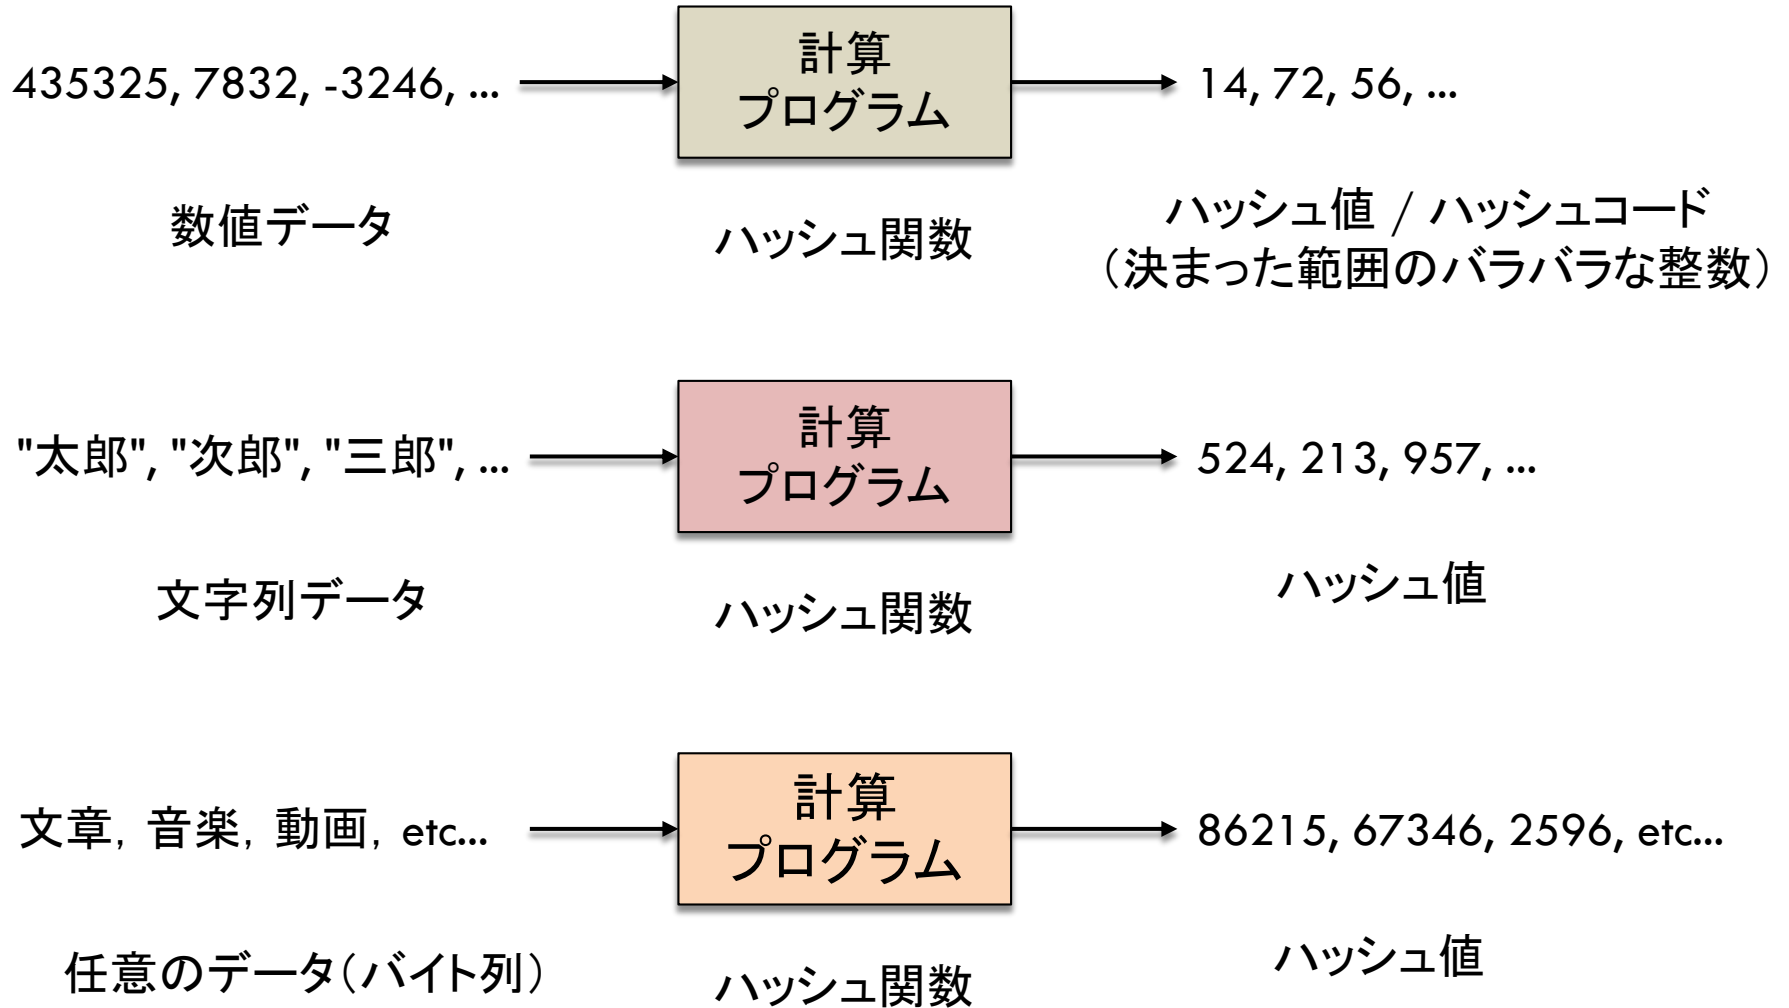 435325, 7832, -3246, ...
計算
プログラム
14, 72, 56, ...
数値データ
ハッシュ関数
ハッシュ値 / ハッシュコード
（決まった範囲のバラバラな整数）
"太郎", "次郎", "三郎", ...
計算
プログラム
524, 213, 957, ...
文字列データ
ハッシュ関数
ハッシュ値
文章，音楽，動画，etc...
計算
プログラム
86215, 67346, 2596, etc...
任意のデータ（バイト列）
ハッシュ関数
ハッシュ値